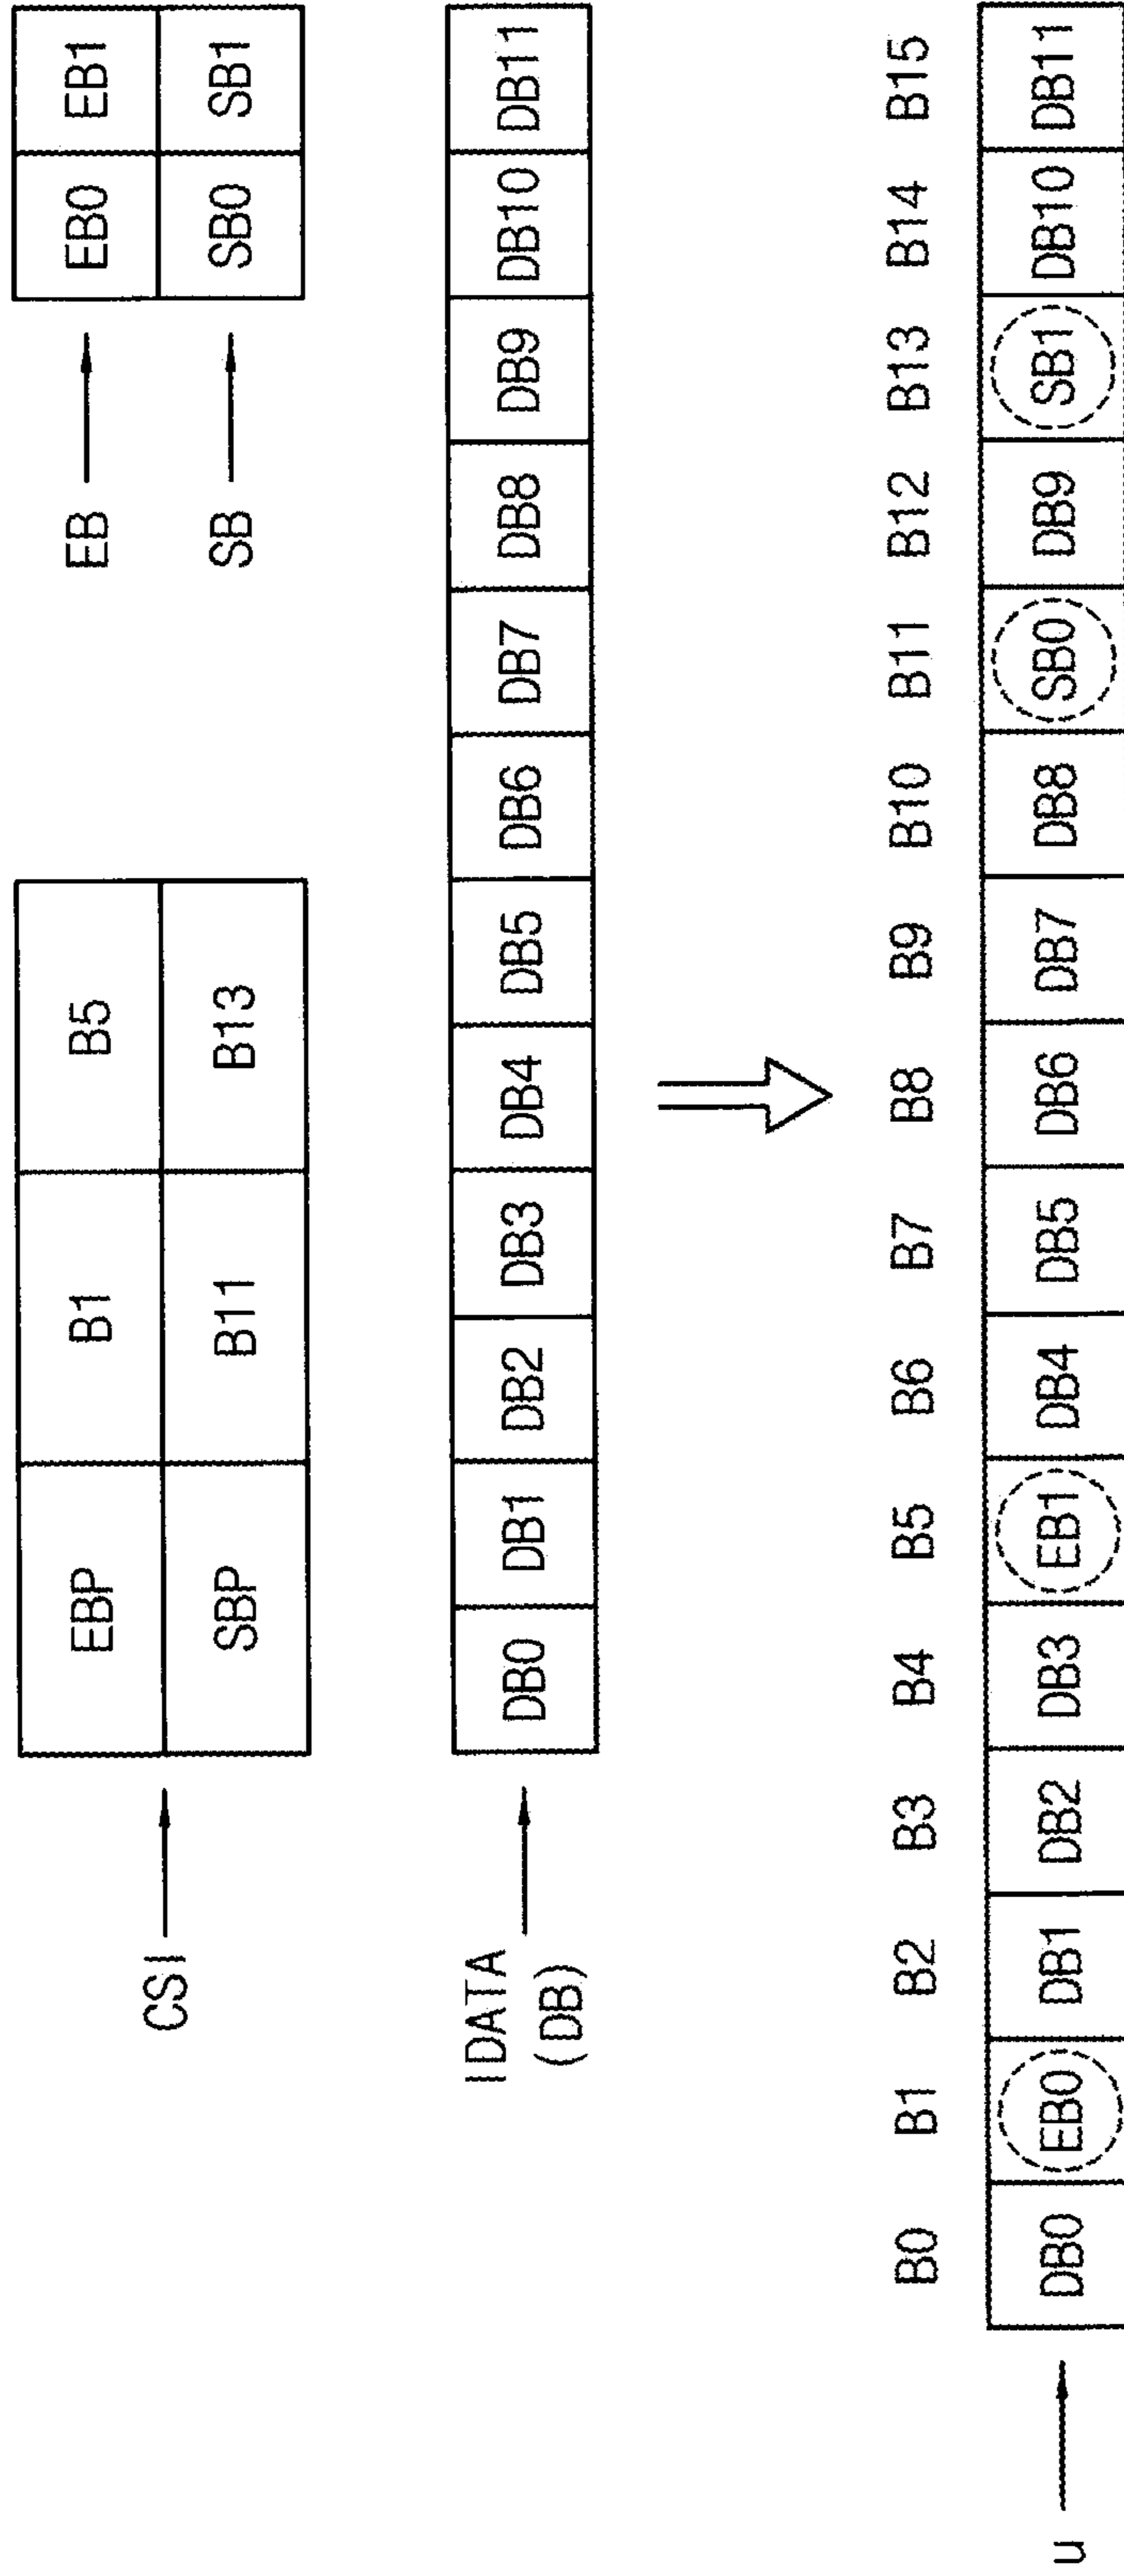 CSI
EBP B1 B5
SBP B11 B13
EB
EB0 EB1
SB
SB0 SB1
IDATA
(DB)
DB0 DB1 DB2 DB3 DB4 DB5 DB6 DB7 DB8 DB9 DB10 DB11
B0 B1 B2 B3 B4 B5 B6 B7 B8 B9 B10 B11 B12 B13 B14 B15
u
DB0 EB0 DB1 DB2 DB3 EB1 DB4 DB5 DB6 DB7 DB8 SB0 DB9 SB1 DB10 DB11